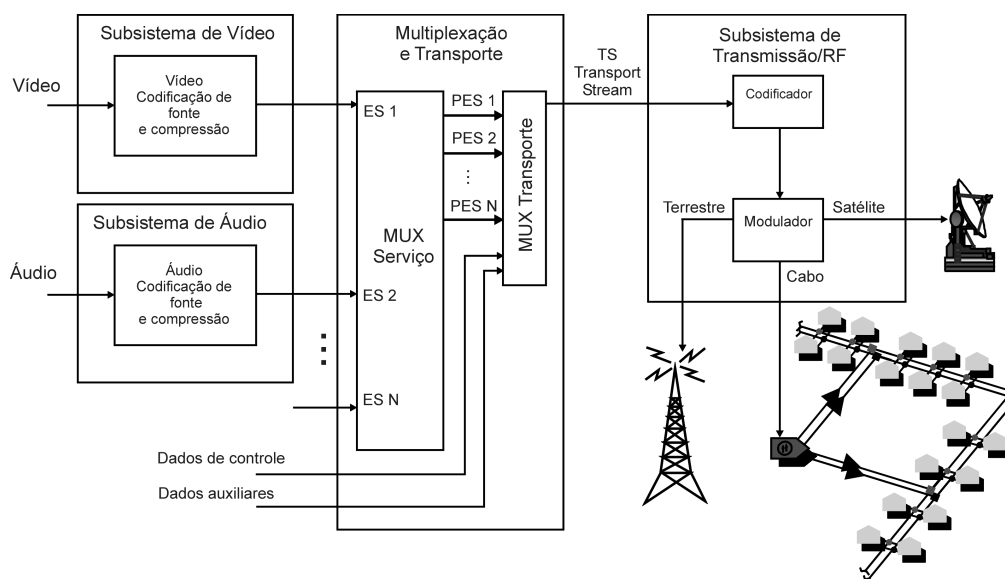 Subsistema de Vídeo
Vídeo
Vídeo
Codificação de
fonte
e compressão
Subsistema de Áudio
Áudio
Áudio
Codificação de
fonte
e compressão
Multiplexação
e Transporte
ES 1
ES 2
ES N
MUX
Serviço
PES 1
PES 2
...
PES N
MUX Transporte
Dados de controle
Dados auxiliares
TS
Transport
Stream
Subsistema de
Transmissão/RF
Codificador
Modulador
Terrestre
Satélite
Cabo